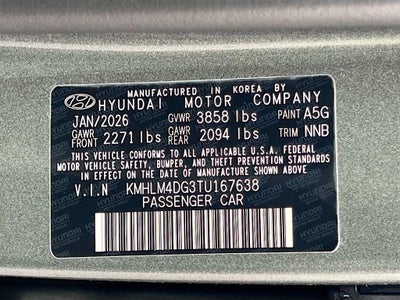 MANUFACTURED IN KOREA BY
HYUNDAI MOTOR COMPANY
JAN/2026 GVWR 3858 lbs PAINT A5G
GAWR FRT 2271 lbs GAWR RR 2094 lbs TRIM NNB
THIS VEHICLE CONFORMS TO ALL APPLICABLE U.S.A. FEDERAL
MOTOR VEHICLE SAFETY, BUMPER, AND THEFT PREVENTION
STANDARDS IN EFFECT ON THE DATE OF MANUFACTURE SHOWN ABOVE.
V.I.N KMHLM4DG3TU167638
PASSENGER CAR